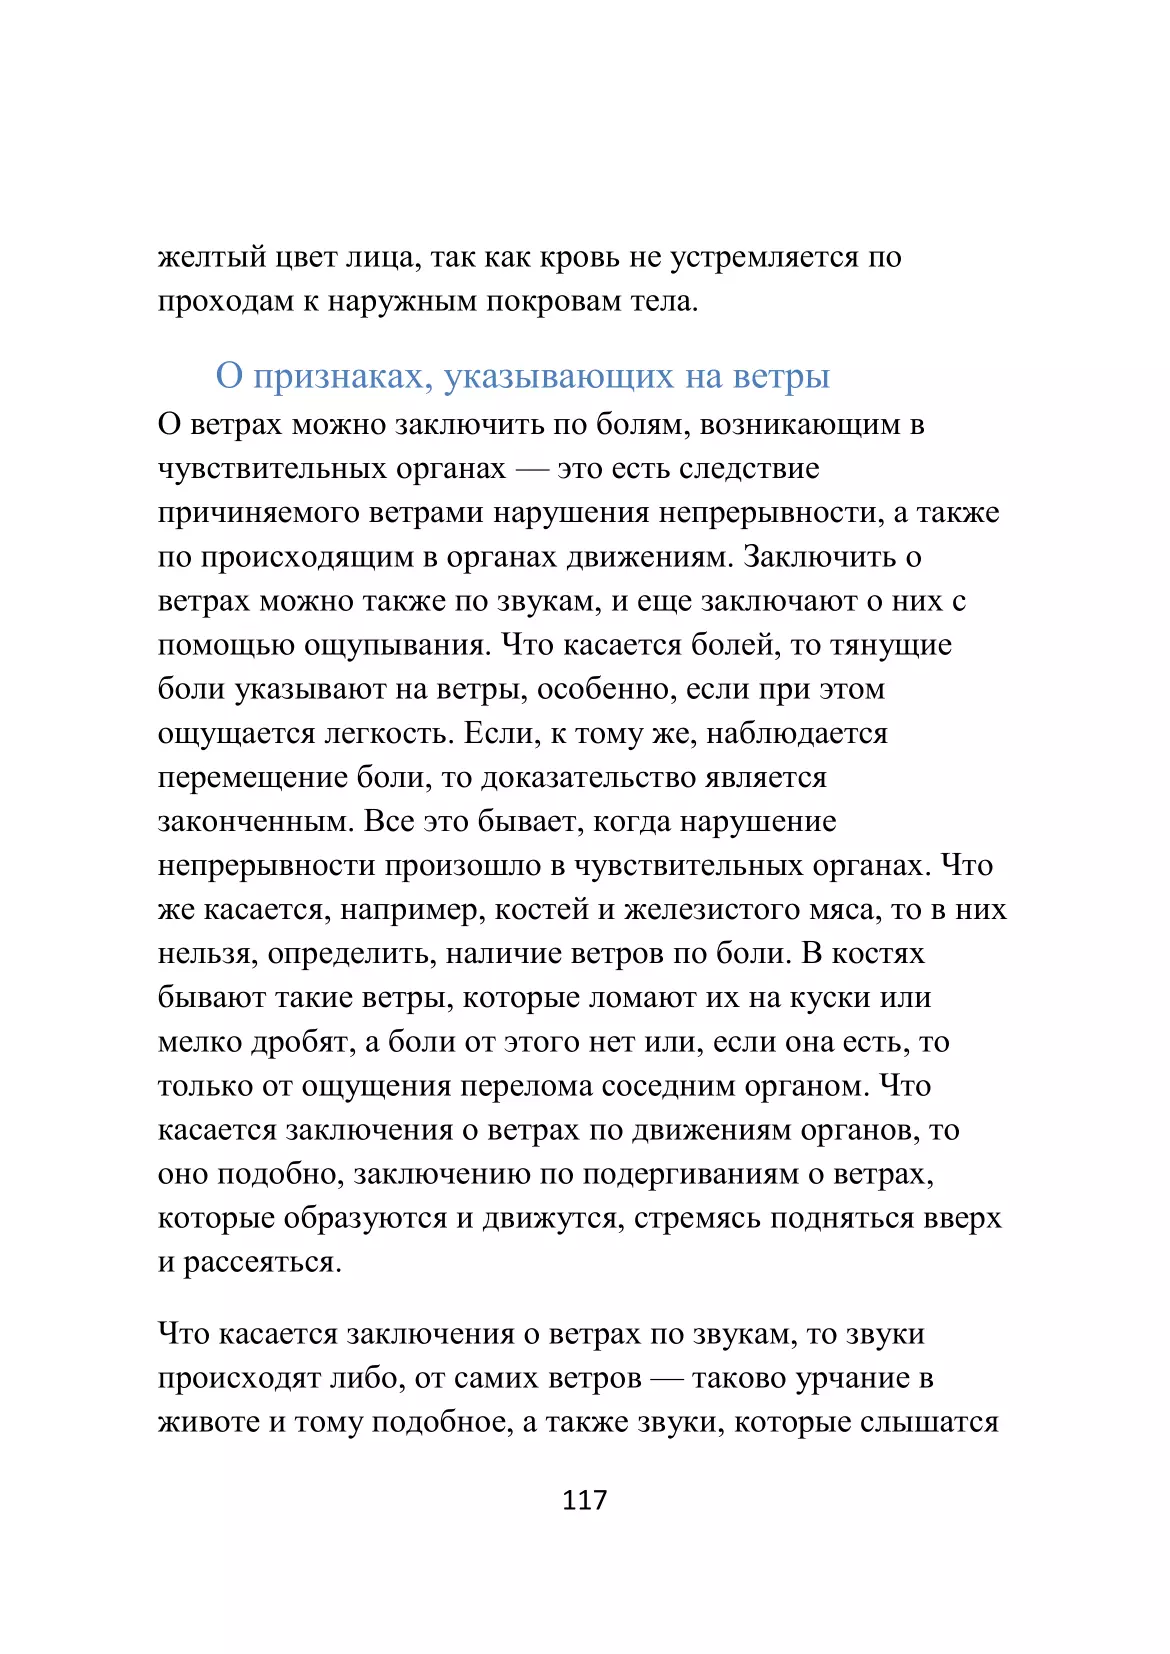 желтый цвет лица, так как кровь не устремляется по
проходам к наружным покровам тела.
О признаках, указывающих на ветры
О ветрах можно заключить по болям, возникающим в
чувствительных органах — это есть следствие
причиняемого ветрами нарушения непрерывности, а также
по происходящим в органах движениям. Заключить о
ветрах можно также по звукам, и еще заключают о них с
помощью ощупывания. Что касается болей, то тянущие
боли указывают на ветры, особенно, если при этом
ощущается легкость. Если, к тому же, наблюдается
перемещение боли, то доказательство является
законченным. Все это бывает, когда нарушение
непрерывности произошло в чувствительных органах. Что
же касается, например, костей и железистого мяса, то в них
нельзя, определить, наличие ветров по боли. В костях
бывают такие ветры, которые ломают их на куски или
мелко дробят, а боли от этого нет или, если она есть, то
только от ощущения перелома соседним органом. Что
касается заключения о ветрах по движениям органов, то
оно подобно, заключению по подергиваниям о ветрах,
которые образуются и движутся, стремясь подняться вверх
и рассеяться.
Что касается заключения о ветрах по звукам, то звуки
происходят либо, от самих ветров — таково урчание в
животе и тому подобное, а также звуки, которые слышатся
117